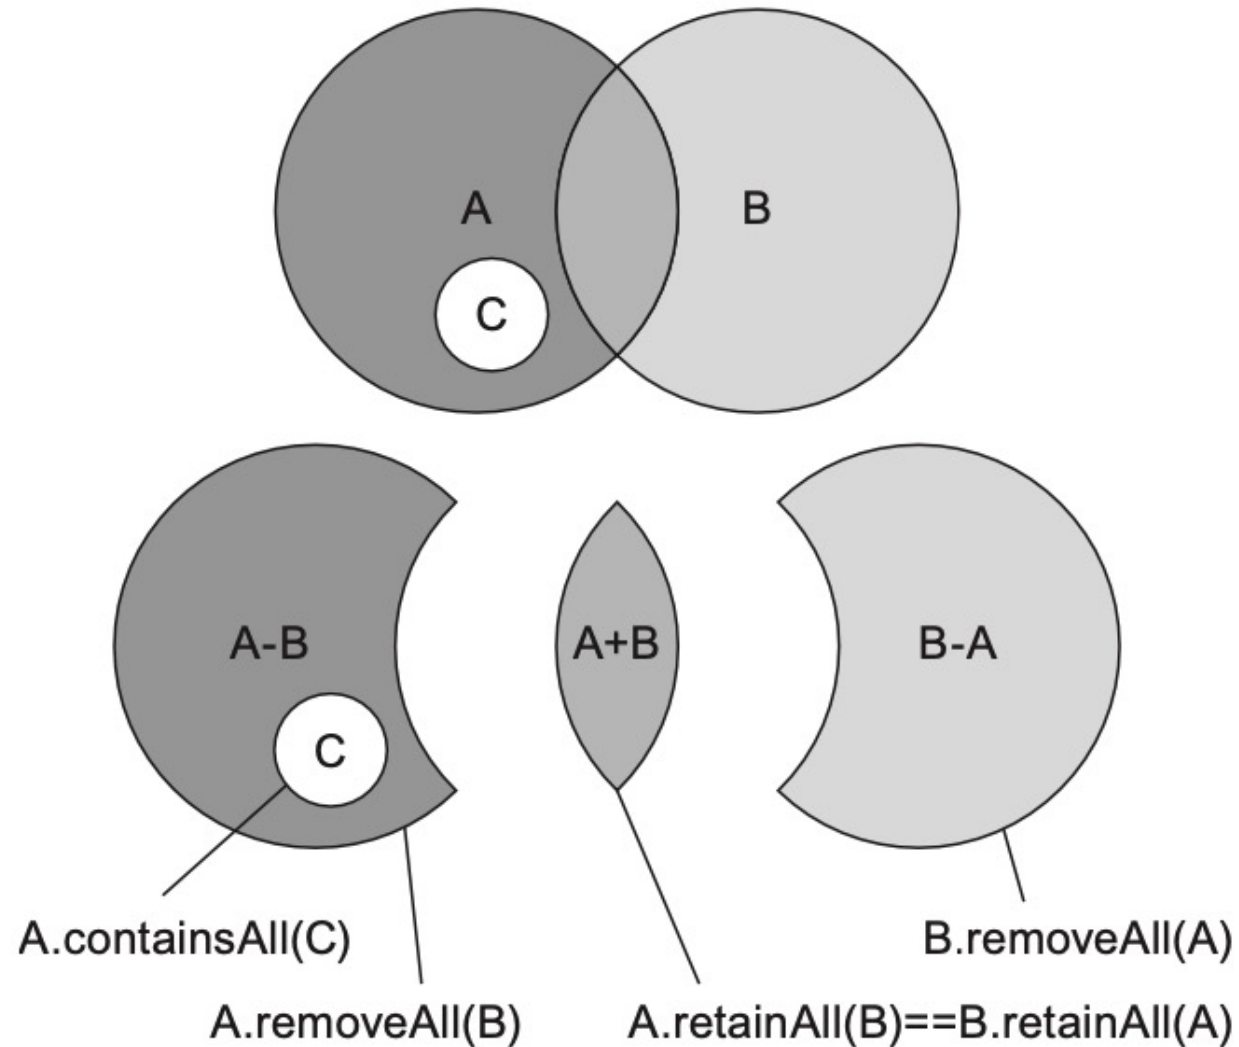 A
B
C
A-B
A+B
B-A
C
A.containsAll(C)
B.removeAll(A)
A.removeAll(B)
A.retainAll(B)==B.retainAll(A)